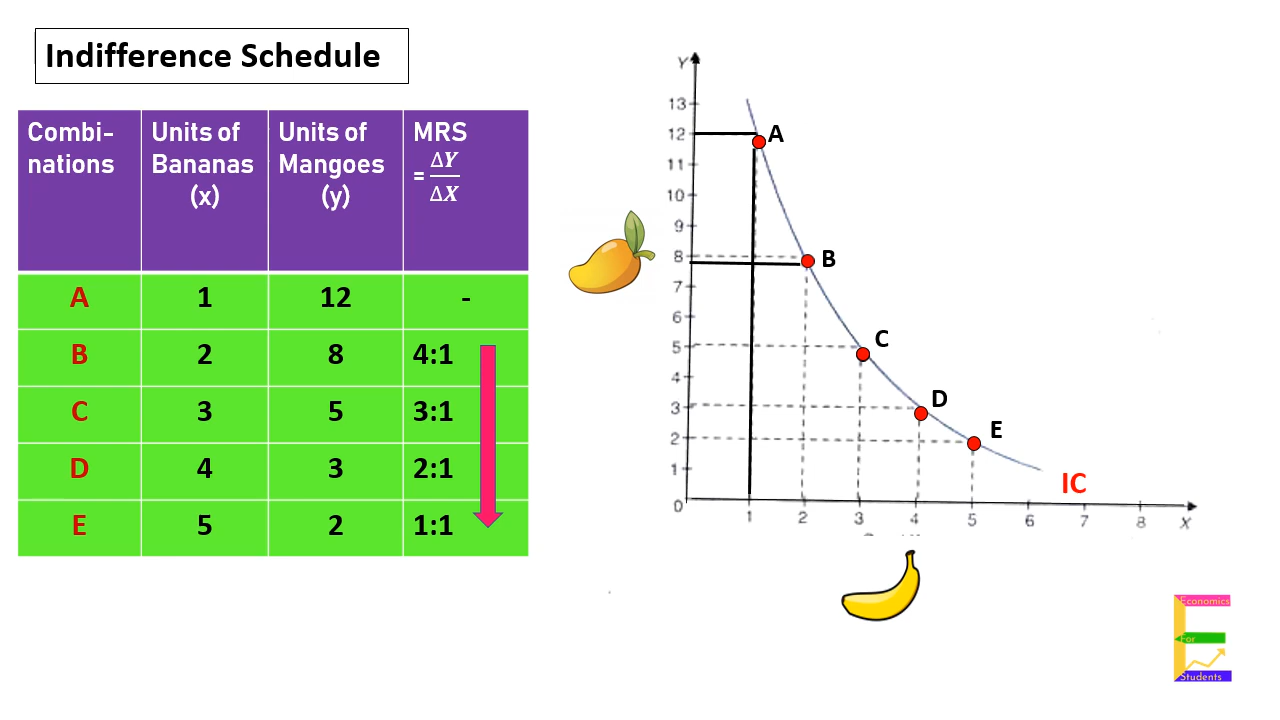 Indifference Schedule
Combi-
nations
Units of
Bananas
(x)
Units of
Mangoes
(y)
MRS
= ΔY/ΔX
A 1 12 -
B 2 8 4:1
C 3 5 3:1
D 4 3 2:1
E 5 2 1:1
Y
13
12
11
10
9
8
7
6
5
4
3
2
1
0
A
B
C
D
E
IC
1 2 3 4 5 6 7 8 X
Economics
For
Students